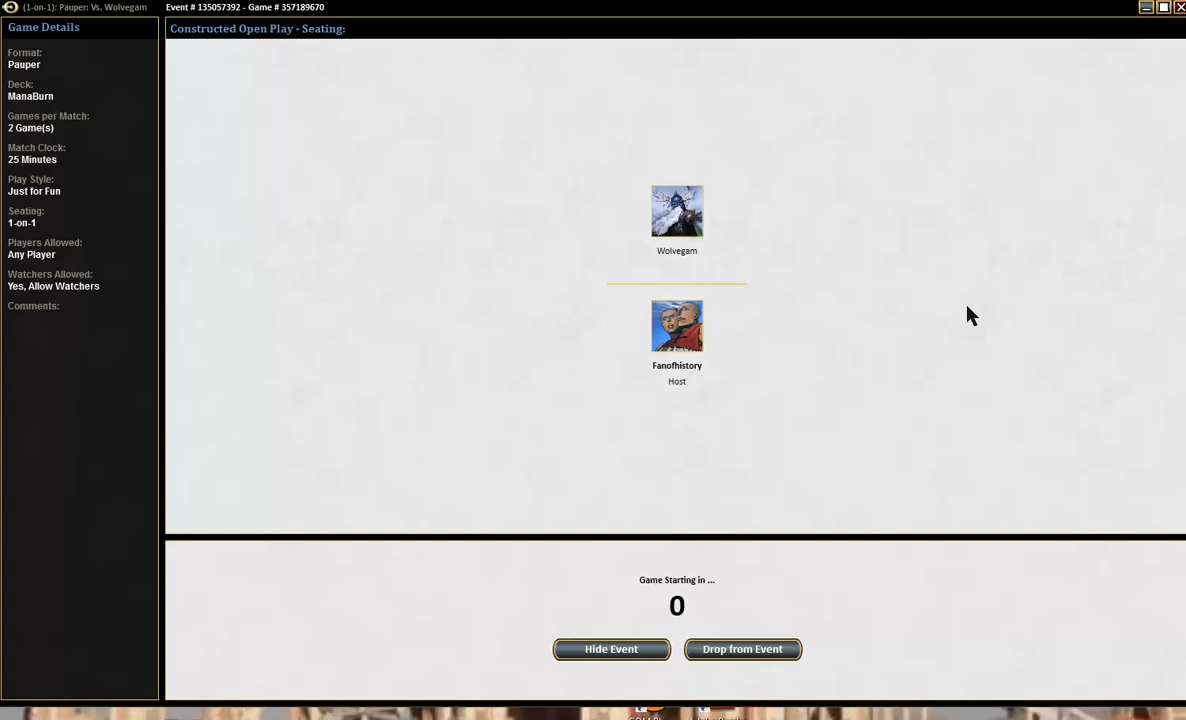 (1-on-1): Pauper: Vs. Wolvegam
Event # 135057392 - Game # 357189670
Game Details
Constructed Open Play - Seating:
Format:
Pauper
Deck:
ManaBurn
Games per Match:
2 Game(s)
Match Clock:
25 Minutes
Play Style:
Just for Fun
Seating:
1-on-1
Players Allowed:
Any Player
Watchers Allowed:
Yes, Allow Watchers
Comments:
Wolvegam
Fanofhistory
Host
Game Starting in ...
0
Hide Event
Drop from Event